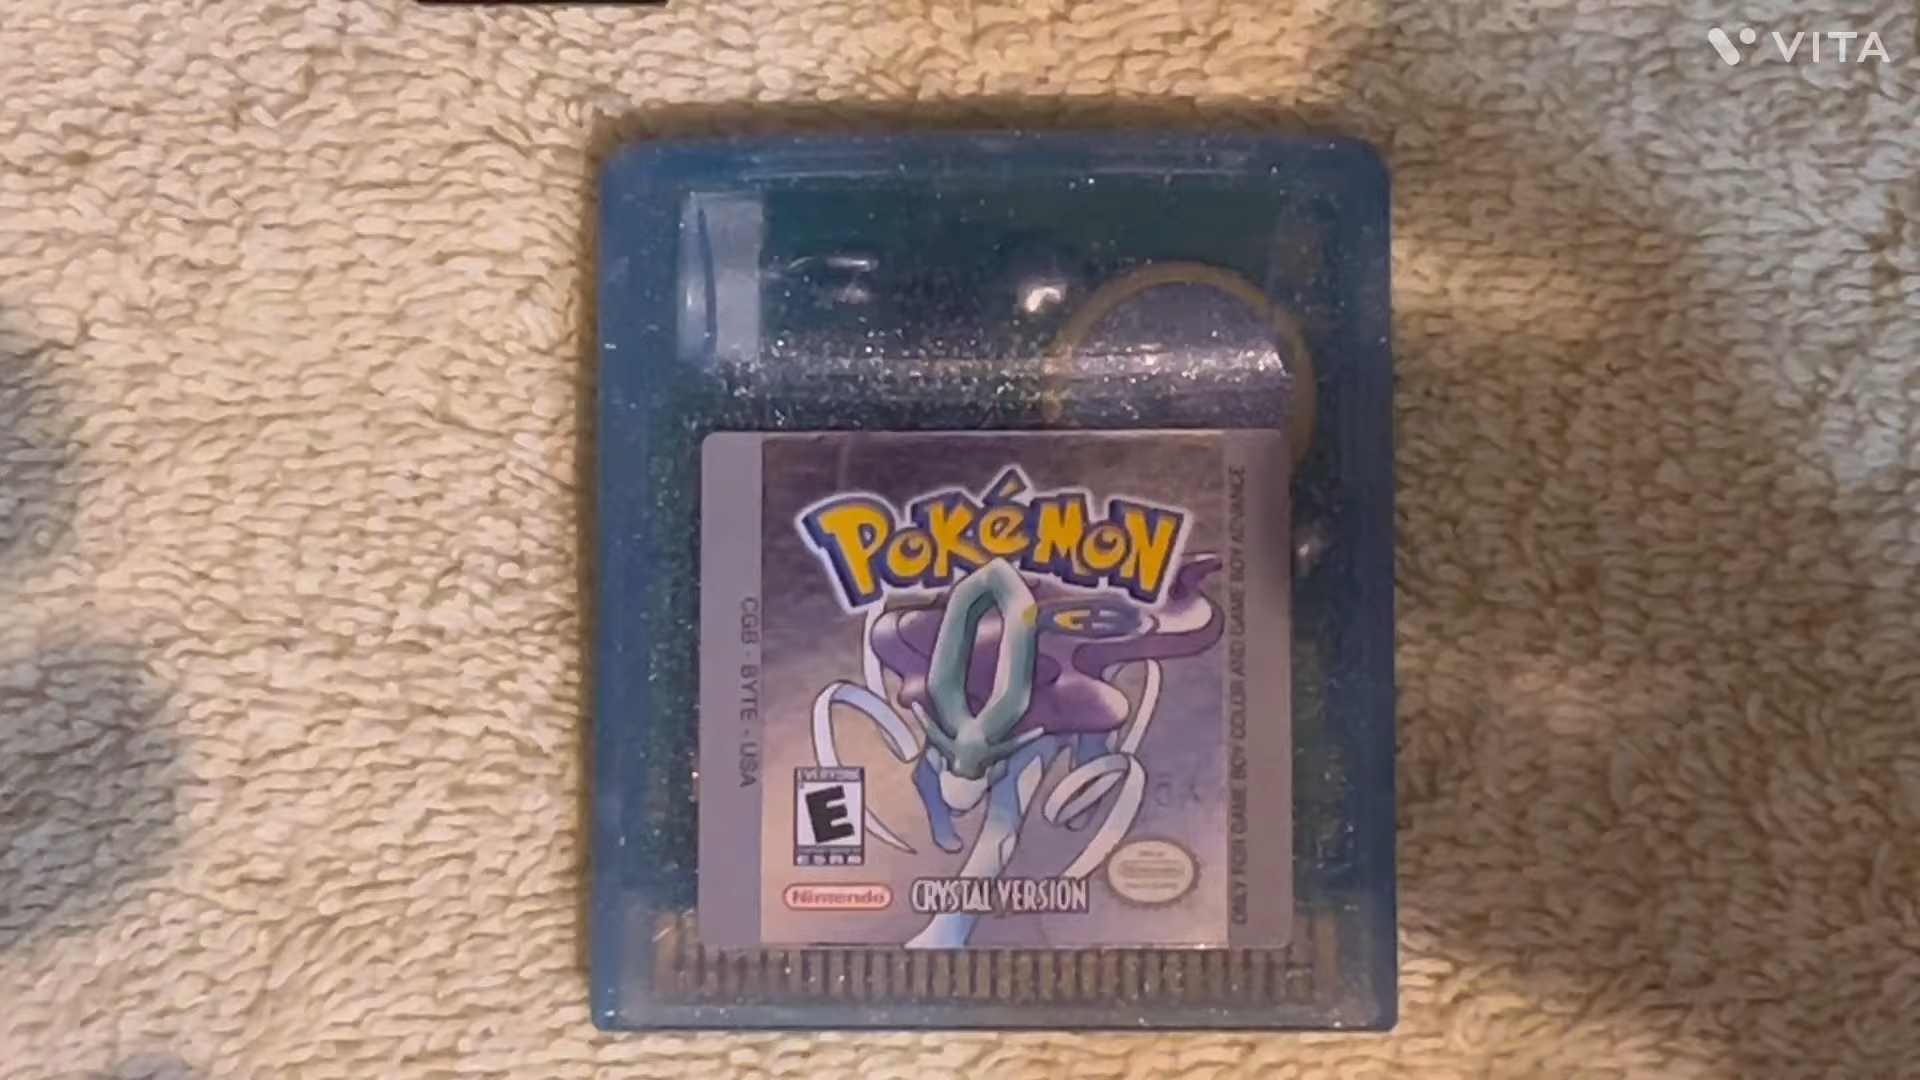 VITA
POKéMON
CGB - BYTE - USA
ONLY FOR GAME BOY COLOR AND GAME BOY ADVANCE
EVERYONE
E
ESRB
Nintendo
CRYSTAL VERSION